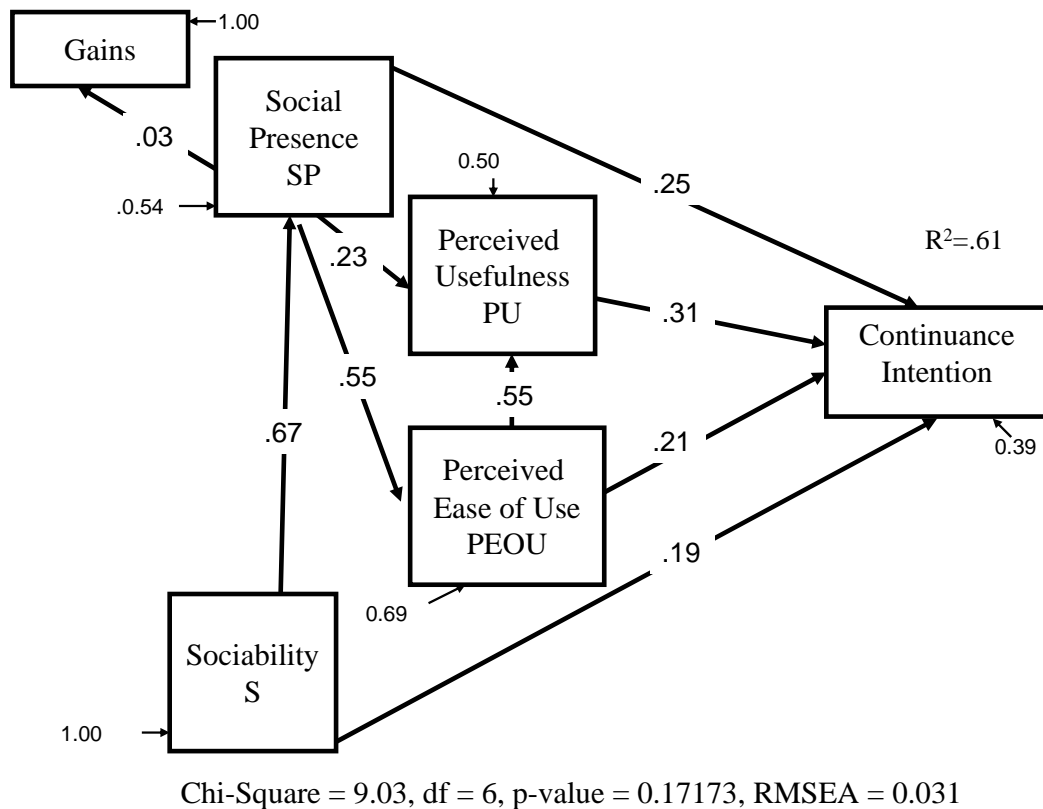 1.00
Gains
Social
Presence
SP
.03
.0.54
.25
0.50
Perceived
Usefulness
PU
.23
R²=.61
.31
Continuance
Intention
.55
.55
.67
.21
0.39
Perceived
Ease of Use
PEOU
.19
0.69
Sociability
S
1.00
Chi-Square = 9.03, df = 6, p-value = 0.17173, RMSEA = 0.031